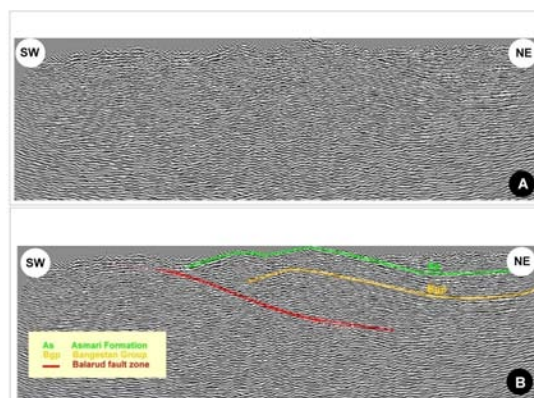 SW
NE
A
SW
NE
As
Bgp
As Asmari Formation
Bgp Bangestan Group
Balarud fault zone
B